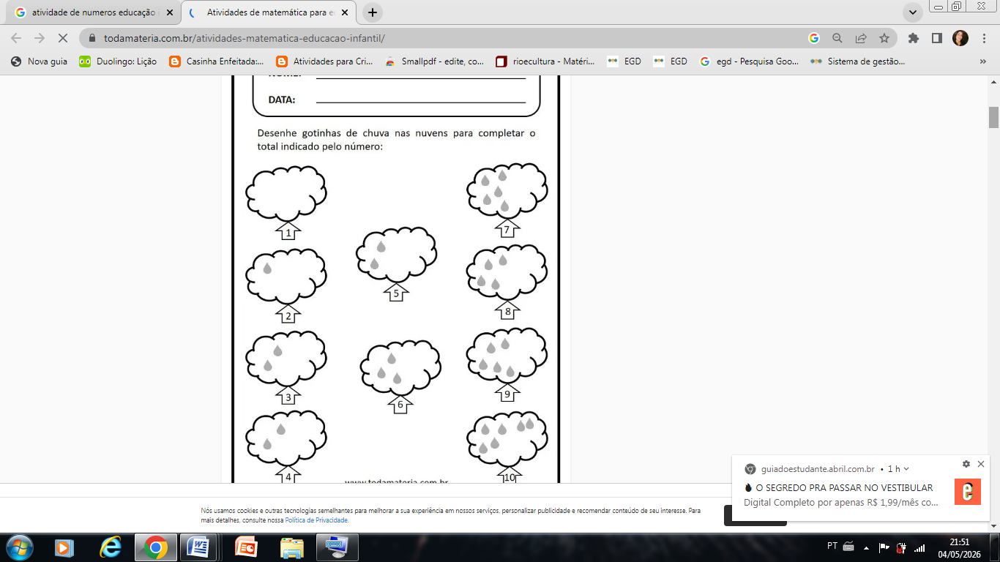 atividade de numeros educação i
Atividades de matemática para e
todamateria.com.br/atividades-matematica-educacao-infantil/
Nova guia
Duolingo: Lição
Casinha Enfeitada:...
Atividades para Cri...
Smallpdf - edite, co...
rioecultura - Matéri...
EGD
EGD
egd - Pesquisa Goo...
Sistema de gestão...
»
DATA:
Desenhe gotinhas de chuva nas nuvens para completar o
total indicado pelo número:
1
7
5
2
8
3
9
6
4
10
www.todamateria.com.br
guiadoestudante.abril.com.br • 1 h
O SEGREDO PRA PASSAR NO VESTIBULAR
Digital Completo por apenas R$ 1,99/mês co...
Nós usamos cookies e outras tecnologias semelhantes para melhorar a sua experiência em nossos serviços, personalizar publicidade e recomendar conteúdo de seu interesse. Para
mais detalhes, consulte nossa Política de Privacidade.
PT
21:51
04/05/2026